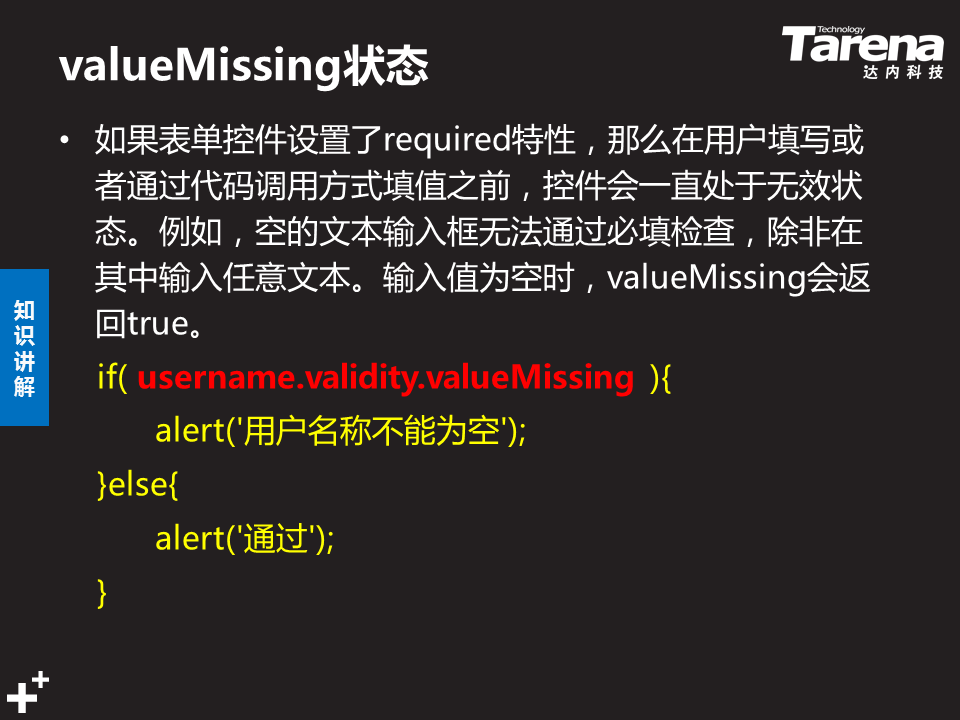 valueMissing状态
Technology
Tarena
达内科技
• 如果表单控件设置了required特性，那么在用户填写或
者通过代码调用方式填值之前，控件会一直处于无效状
态。例如，空的文本输入框无法通过必填检查，除非在
其中输入任意文本。输入值为空时，valueMissing会返
回true。
知
识
讲
解
if( username.validity.valueMissing ){
alert('用户名称不能为空');
}else{
alert('通过');
}